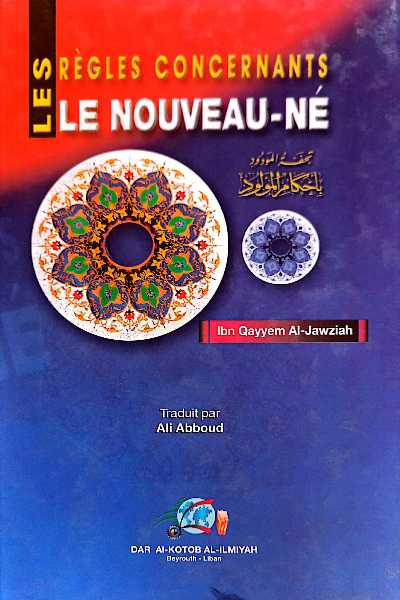 LES RÈGLES CONCERNANTS
LE NOUVEAU-NÉ
تحفة المودود
بأحكام المولود
Ibn Qayyem Al-Jawziah
Traduit par
Ali Abboud
DAR Al-KOTOB AL-ILMIYAH
Beyrouth - Liban